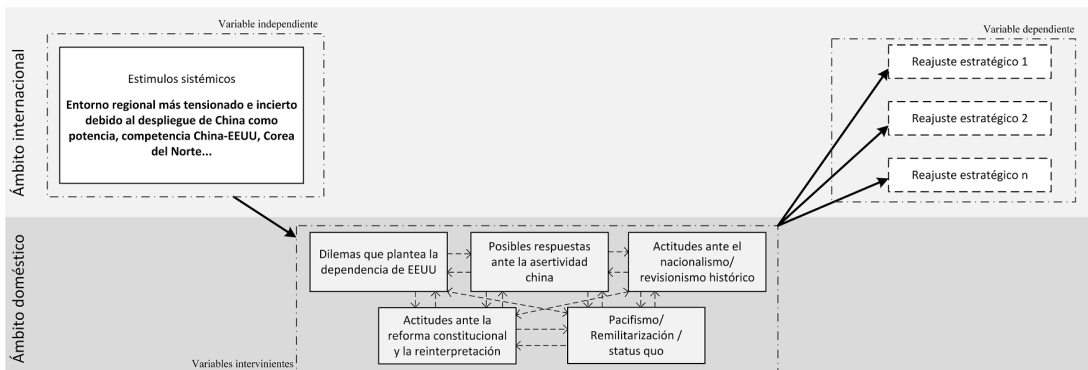 Variable independiente
Variable dependiente
Ámbito internacional
Estimulos sistémicos
Entorno regional más tensionado e incierto
debido al despliegue de China como
potencia, competencia China-EEUU, Corea
del Norte...
Reajuste estratégico 1
Reajuste estratégico 2
Reajuste estratégico n
Ámbito doméstico
Dilemas que plantea la
dependencia de EEUU
Posibles respuestas
ante la asertividad
china
Actitudes ante el
nacionalismo/
revisionismo histórico
Actitudes ante la
reforma constitucional
y la reinterpretación
Pacifismo/
Remilitarización /
status quo
Variables intervinientes